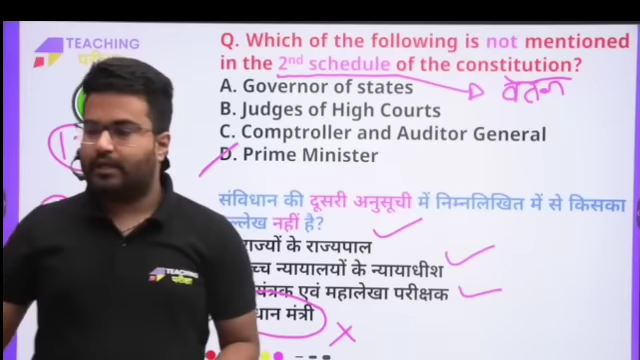 TEACHING
परीक्षा
Q. Which of the following is not mentioned
in the 2nd schedule of the constitution?
वेतन
A. Governor of states
B. Judges of High Courts
C. Comptroller and Auditor General
D. Prime Minister
संविधान की दूसरी अनुसूची में निम्नलिखित में से किसका
उल्लेख नहीं है?
राज्यों के राज्यपाल
न्यायालयों के न्यायाधीश
एवं महालेखा परीक्षक
मंत्री
TEACHING
परीक्षा